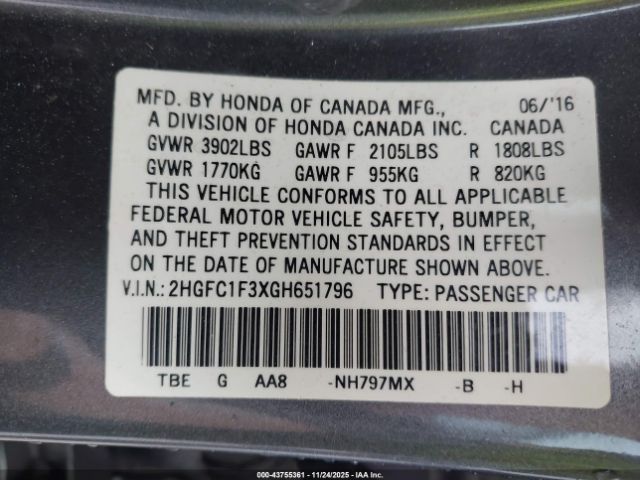 MFD. BY HONDA OF CANADA MFG., 06/'16
A DIVISION OF HONDA CANADA INC. CANADA
GVWR 3902LBS GAWR F 2105LBS R 1808LBS
GVWR 1770KG GAWR F 955KG R 820KG
THIS VEHICLE CONFORMS TO ALL APPLICABLE
FEDERAL MOTOR VEHICLE SAFETY, BUMPER,
AND THEFT PREVENTION STANDARDS IN EFFECT
ON THE DATE OF MANUFACTURE SHOWN ABOVE.
V.I.N.: 2HGFC1F3XGH651796 TYPE: PASSENGER CAR
TBE G AA8 -NH797MX -B -H
000-43755361 - 11/24/2025 - IAA Inc.